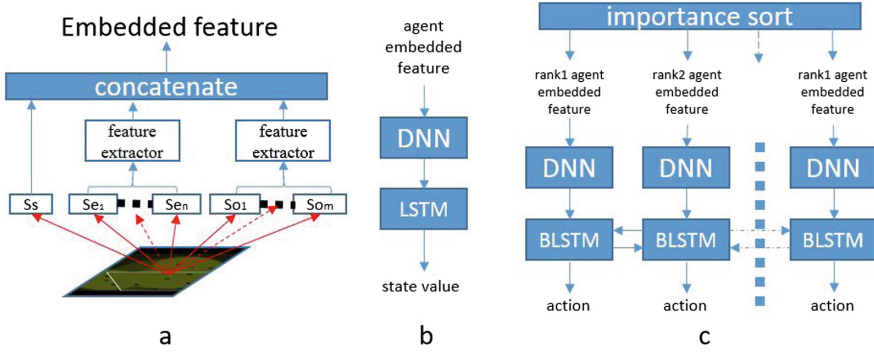 Embedded feature
concatenate
feature
extractor
feature
extractor
Ss
Se1
Sen
So1
Som
a
agent
embedded
feature
DNN
LSTM
state value
b
importance sort
rank1 agent
embedded
feature
rank2 agent
embedded
feature
rank1 agent
embedded
feature
DNN
DNN
DNN
BLSTM
BLSTM
BLSTM
action
action
action
c